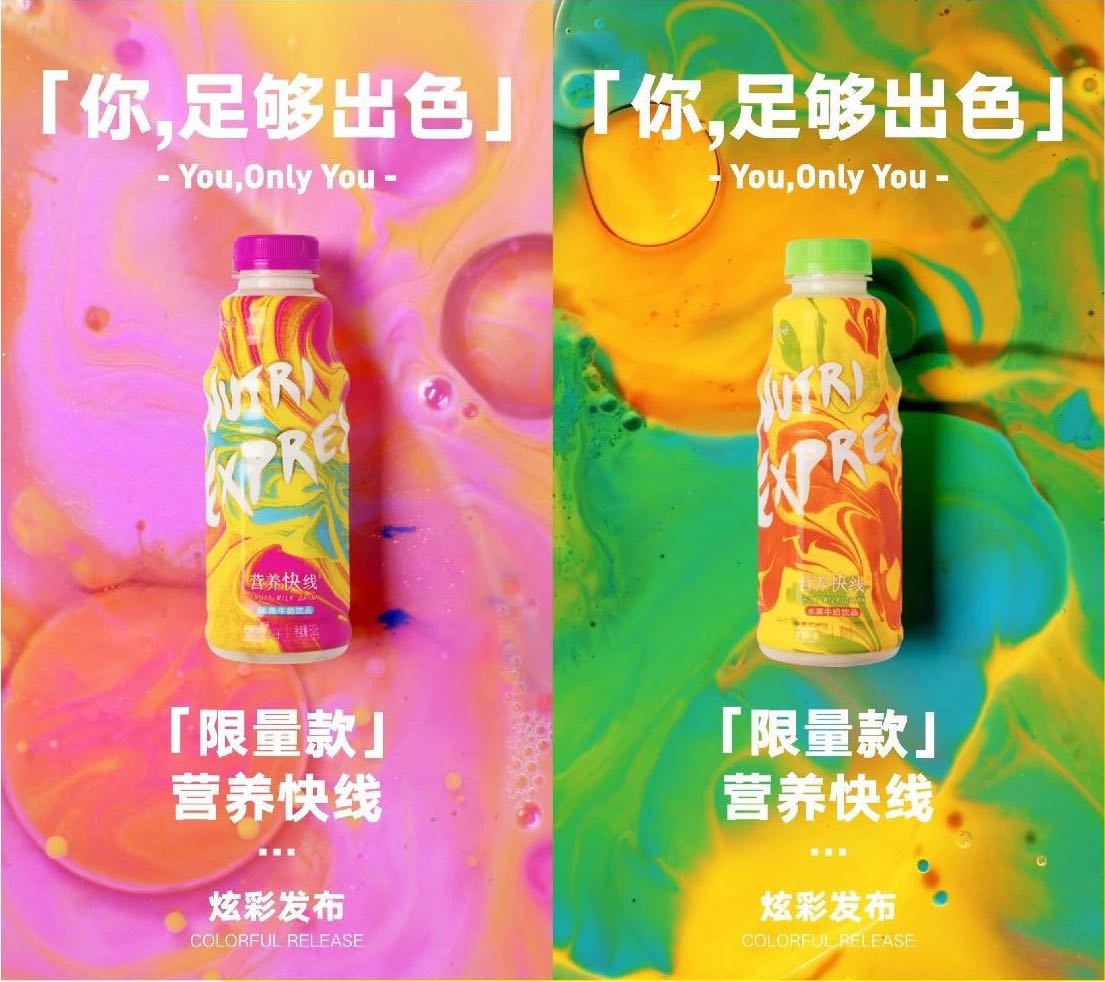 「你,足够出色」
- You,Only You -
NUTRI
EXPRES
营养快线
FRUIT MILK DRINK
水果牛奶饮品
「限量款」
营养快线
...
炫彩发布
COLORFUL RELEASE
「你,足够出色」
- You,Only You -
NUTRI
EXPRES
营养快线
水果牛奶饮品
「限量款」
营养快线
...
炫彩发布
COLORFUL RELEASE